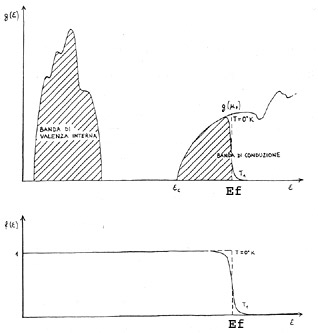 g(ε)
g(μ₀)
T=0°K
BANDA DI
VALENZA INTERNA
BANDA DI CONDUZIONE
T₁
ε꜀
Ef
ε
f(ε)
1
T=0°K
T₁
Ef
ε